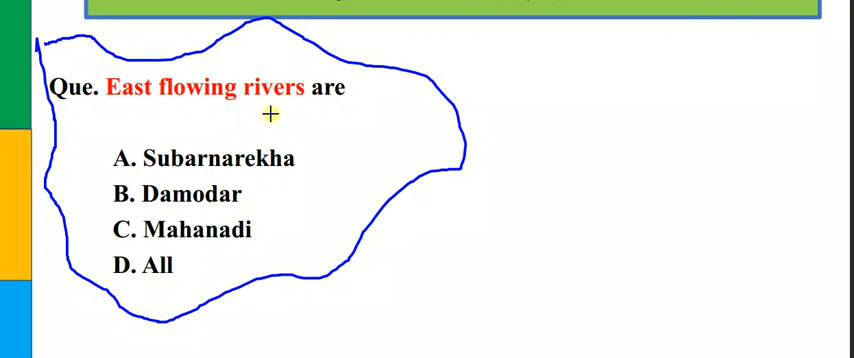 Que. East flowing rivers are
A. Subarnarekha
B. Damodar
C. Mahanadi
D. All